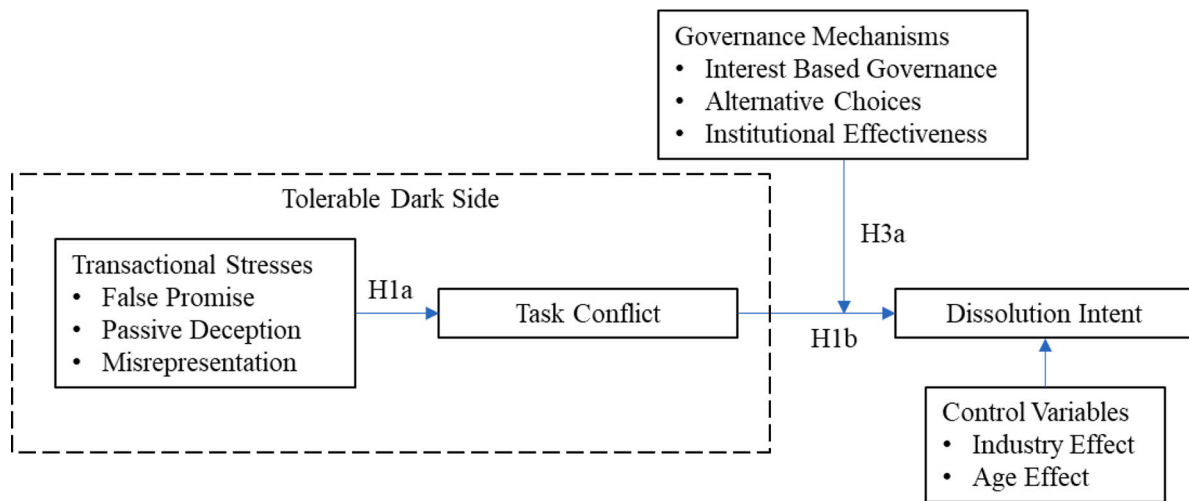 Governance Mechanisms
• Interest Based Governance
• Alternative Choices
• Institutional Effectiveness
Tolerable Dark Side
H3a
Transactional Stresses
• False Promise
• Passive Deception
• Misrepresentation
H1a
Task Conflict
H1b
Dissolution Intent
Control Variables
• Industry Effect
• Age Effect